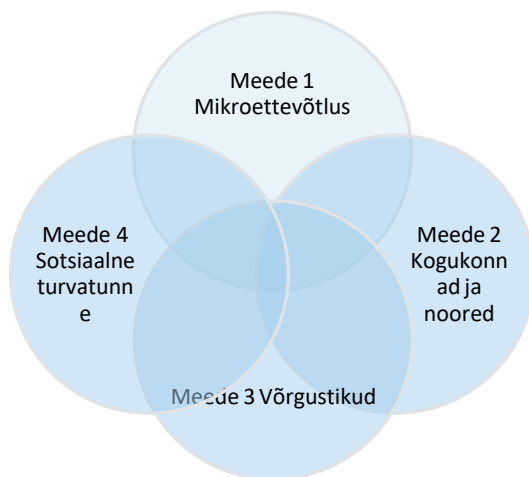 Meede 1
Mikroettevõtlus
Meede 4
Sotsiaalne
turvatunn
e
Meede 2
Kogukonn
ad ja
noored
Meede 3 Võrgustikud